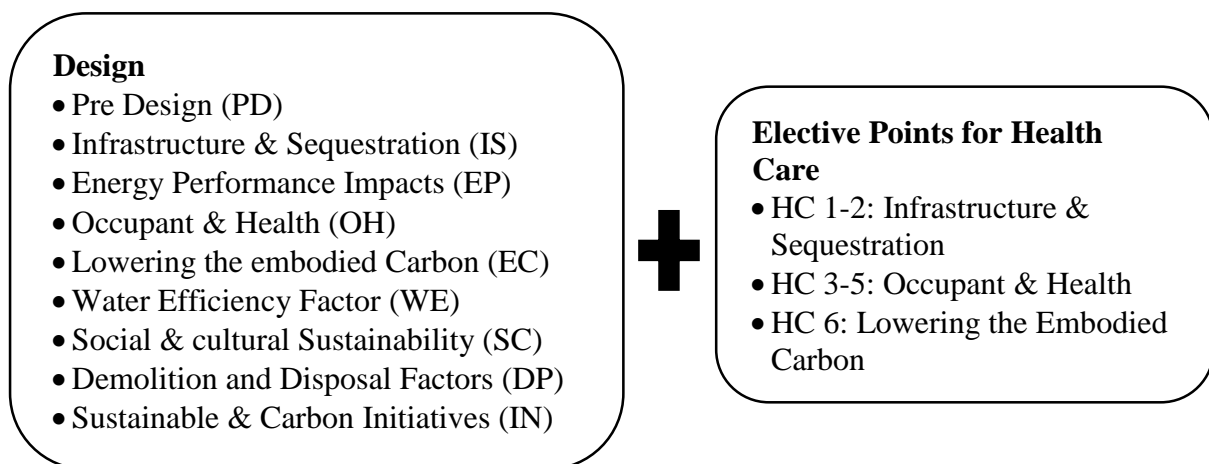 Design
• Pre Design (PD)
• Infrastructure & Sequestration (IS)
• Energy Performance Impacts (EP)
• Occupant & Health (OH)
• Lowering the embodied Carbon (EC)
• Water Efficiency Factor (WE)
• Social & cultural Sustainability (SC)
• Demolition and Disposal Factors (DP)
• Sustainable & Carbon Initiatives (IN)
Elective Points for Health
Care
• HC 1-2: Infrastructure &
Sequestration
• HC 3-5: Occupant & Health
• HC 6: Lowering the Embodied
Carbon